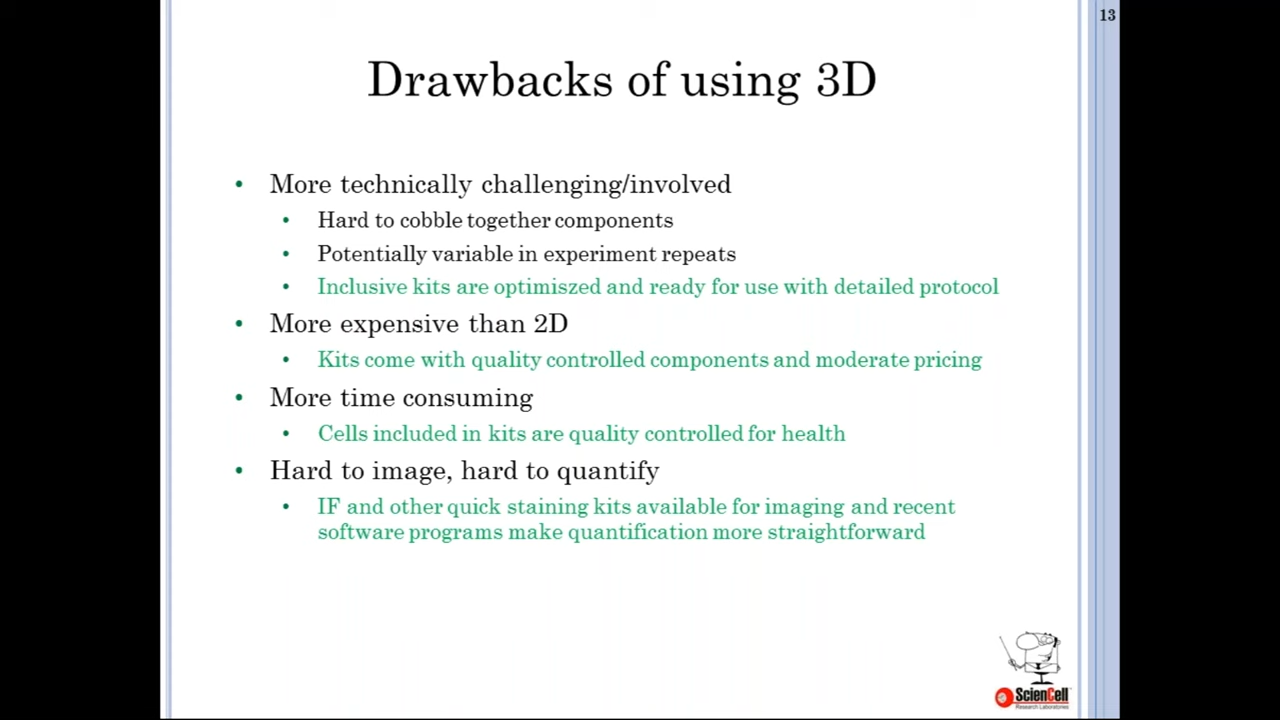 13
Drawbacks of using 3D
• More technically challenging/involved
• Hard to cobble together components
• Potentially variable in experiment repeats
• Inclusive kits are optimiszed and ready for use with detailed protocol
• More expensive than 2D
• Kits come with quality controlled components and moderate pricing
• More time consuming
• Cells included in kits are quality controlled for health
• Hard to image, hard to quantify
• IF and other quick staining kits available for imaging and recent
software programs make quantification more straightforward
ScienCell
Research Laboratories